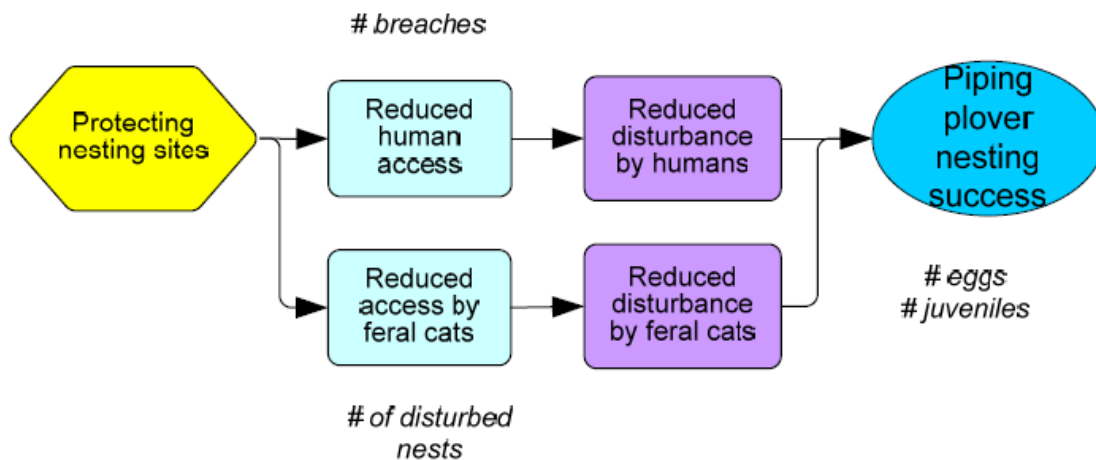 # breaches
Protecting
nesting sites
Reduced
human
access
Reduced
disturbance
by humans
Piping
plover
nesting
success
Reduced
access by
feral cats
Reduced
disturbance
by feral cats
# eggs
# juveniles
# of disturbed
nests